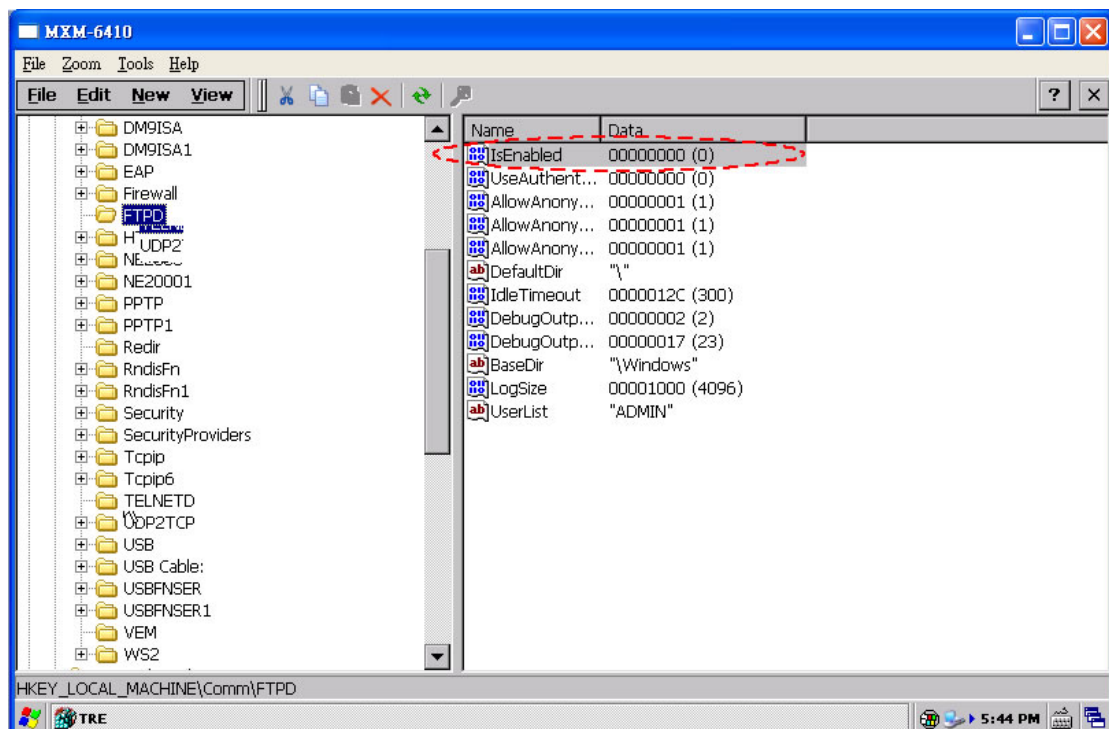 MXM-6410
File Zoom Tools Help
File Edit New View
? ×
DM9ISA
DM9ISA1
EAP
Firewall
FTPD
UDP2
NE20001
PPTP
PPTP1
Redir
RndisFn
RndisFn1
Security
SecurityProviders
Tcpip
Tcpip6
TELNETD
UDP2TCP
USB
USB Cable:
USBFNSER
USBFNSER1
VEM
WS2
Name Data
IsEnabled 00000000 (0)
UseAuthent... 00000000 (0)
AllowAnony... 00000001 (1)
AllowAnony... 00000001 (1)
AllowAnony... 00000001 (1)
DefaultDir "\"
IdleTimeout 0000012C (300)
DebugOutp... 00000002 (2)
DebugOutp... 00000017 (23)
BaseDir "\Windows"
LogSize 00001000 (4096)
UserList "ADMIN"
HKEY_LOCAL_MACHINE\Comm\FTPD
TRE
5:44 PM